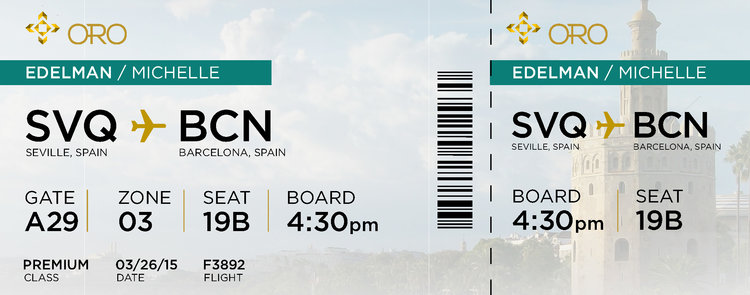 ORO
EDELMAN / MICHELLE
SVQ BCN
SEVILLE, SPAIN BARCELONA, SPAIN
GATE ZONE SEAT BOARD
A29 03 19B 4:30pm
PREMIUM 03/26/15 F3892
CLASS DATE FLIGHT
ORO
EDELMAN / MICHELLE
SVQ BCN
SEVILLE, SPAIN BARCELONA, SPAIN
BOARD SEAT
4:30pm 19B